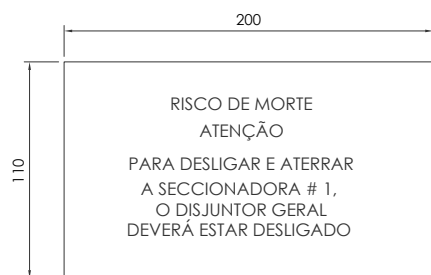 200
110
RISCO DE MORTE
ATENÇÃO
PARA DESLIGAR E ATERRAR
A SECCIONADORA # 1,
O DISJUNTOR GERAL
DEVERÁ ESTAR DESLIGADO